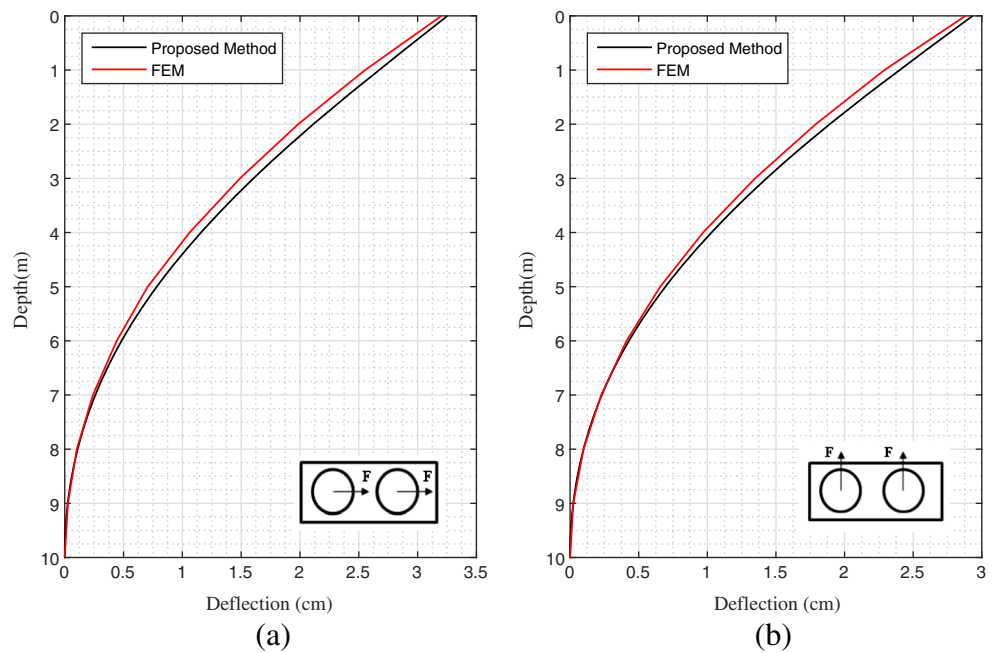 0
1
2
3
4
5
6
7
8
9
10
Depth(m)
Proposed Method
FEM
F F
0 0.5 1 1.5 2 2.5 3 3.5
Deflection (cm)
(a)
0
1
2
3
4
5
6
7
8
9
10
Depth(m)
Proposed Method
FEM
F F
0 0.5 1 1.5 2 2.5 3
Deflection (cm)
(b)